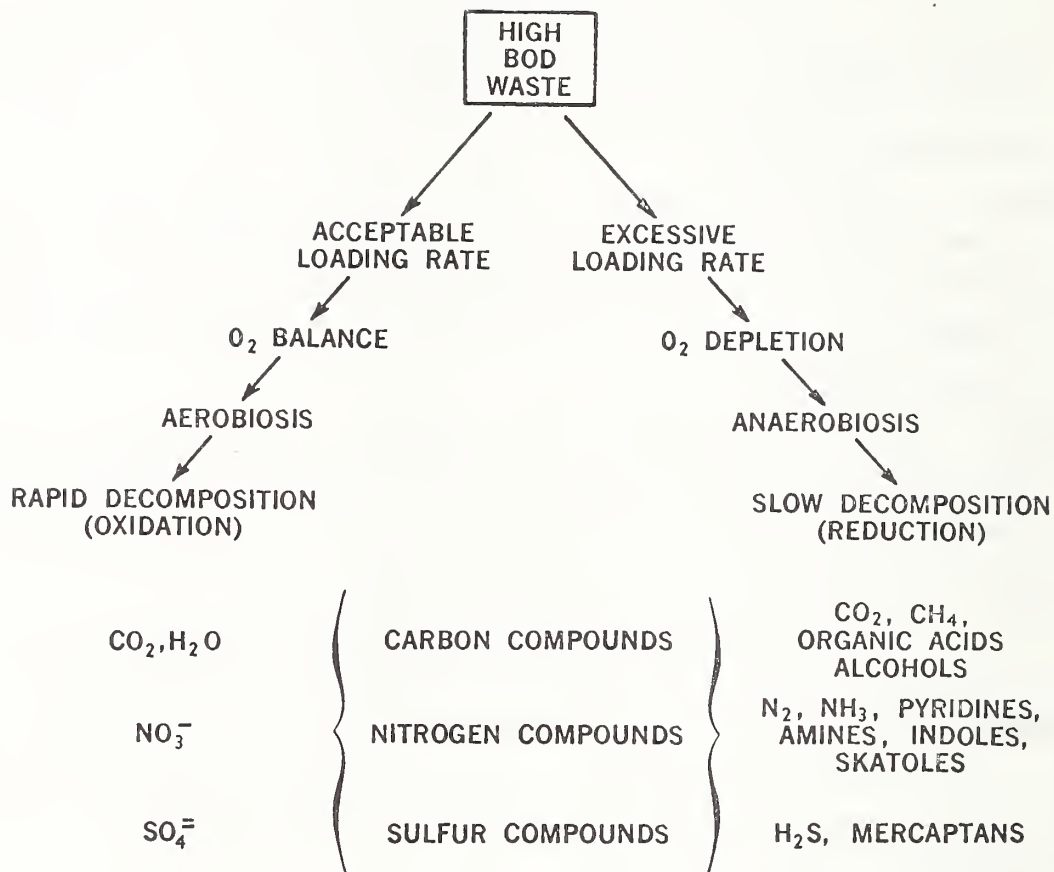 HIGH
BOD
WASTE
ACCEPTABLE
LOADING RATE
EXCESSIVE
LOADING RATE
O₂ BALANCE
O₂ DEPLETION
AEROBIOSIS
ANAEROBIOSIS
RAPID DECOMPOSITION
(OXIDATION)
SLOW DECOMPOSITION
(REDUCTION)
CO₂,H₂O
CARBON COMPOUNDS
CO₂, CH₄,
ORGANIC ACIDS
ALCOHOLS
NO₃⁻
NITROGEN COMPOUNDS
N₂, NH₃, PYRIDINES,
AMINES, INDOLES,
SKATOLES
SO₄⁼
SULFUR COMPOUNDS
H₂S, MERCAPTANS